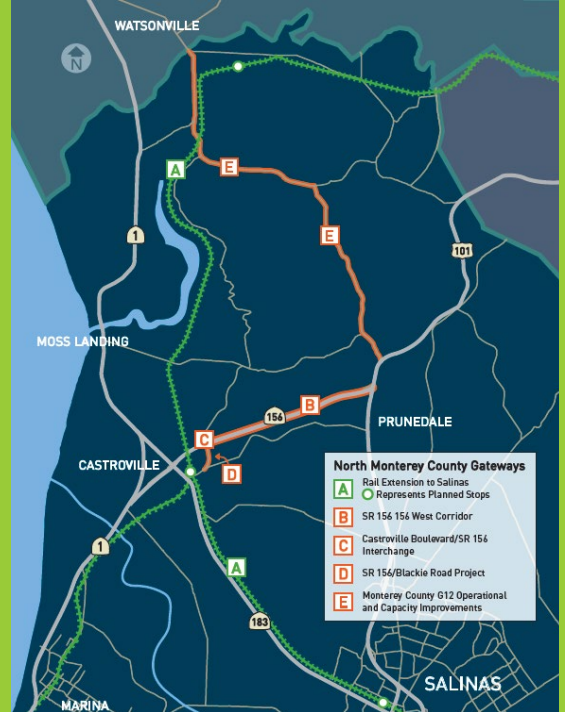 WATSONVILLE
N
A
E
1
E
101
MOSS LANDING
156
B
PRUNEDALE
C
CASTROVILLE
D
1
A
183
SALINAS
MARINA
North Monterey County Gateways
A Rail Extension to Salinas
Represents Planned Stops
B SR 156 156 West Corridor
C Castroville Boulevard/SR 156
Interchange
D SR 156/Blackie Road Project
E Monterey County G12 Operational
and Capacity Improvements